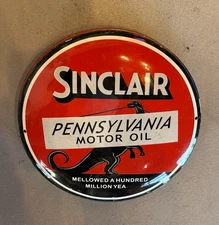 SINCLAIR
PENNSYLVANIA
MOTOR OIL
MELLOWED A HUNDRED
MILLION YEA